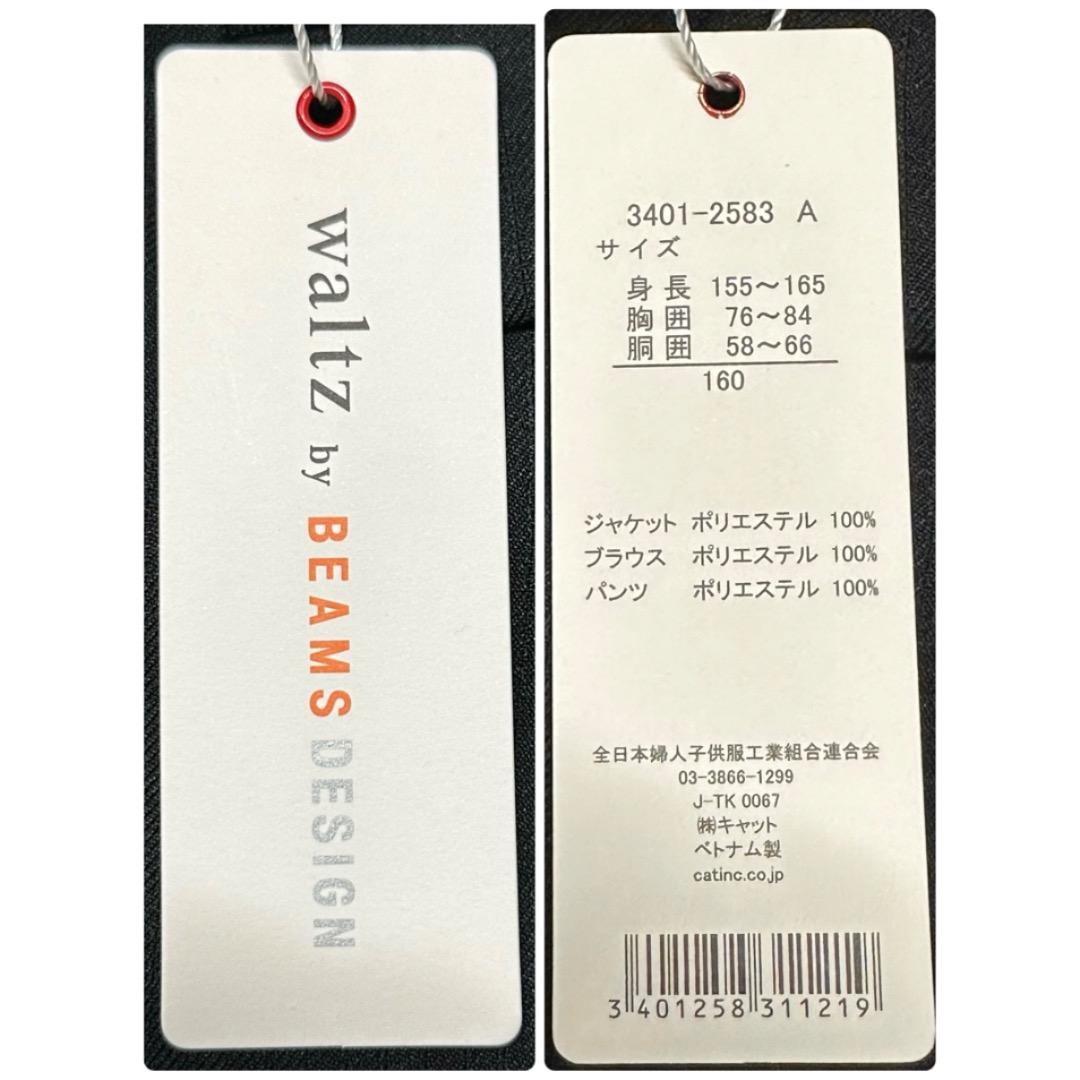 waltz by BEAMS DESIGN
3401-2583 A
サイズ
身長 155～165
胸囲 76～84
胴囲 58～66
160
ジャケット ポリエステル 100%
ブラウス ポリエステル 100%
パンツ ポリエステル 100%
全日本婦人子供服工業組合連合会
03-3866-1299
J-TK 0067
㈱キャット
ベトナム製
catinc.co.jp
3 401258 311219